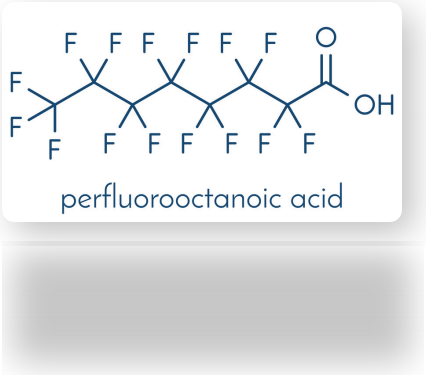 F F F F F F O
F
OH
F
F F F F F F F
perfluorooctanoic acid